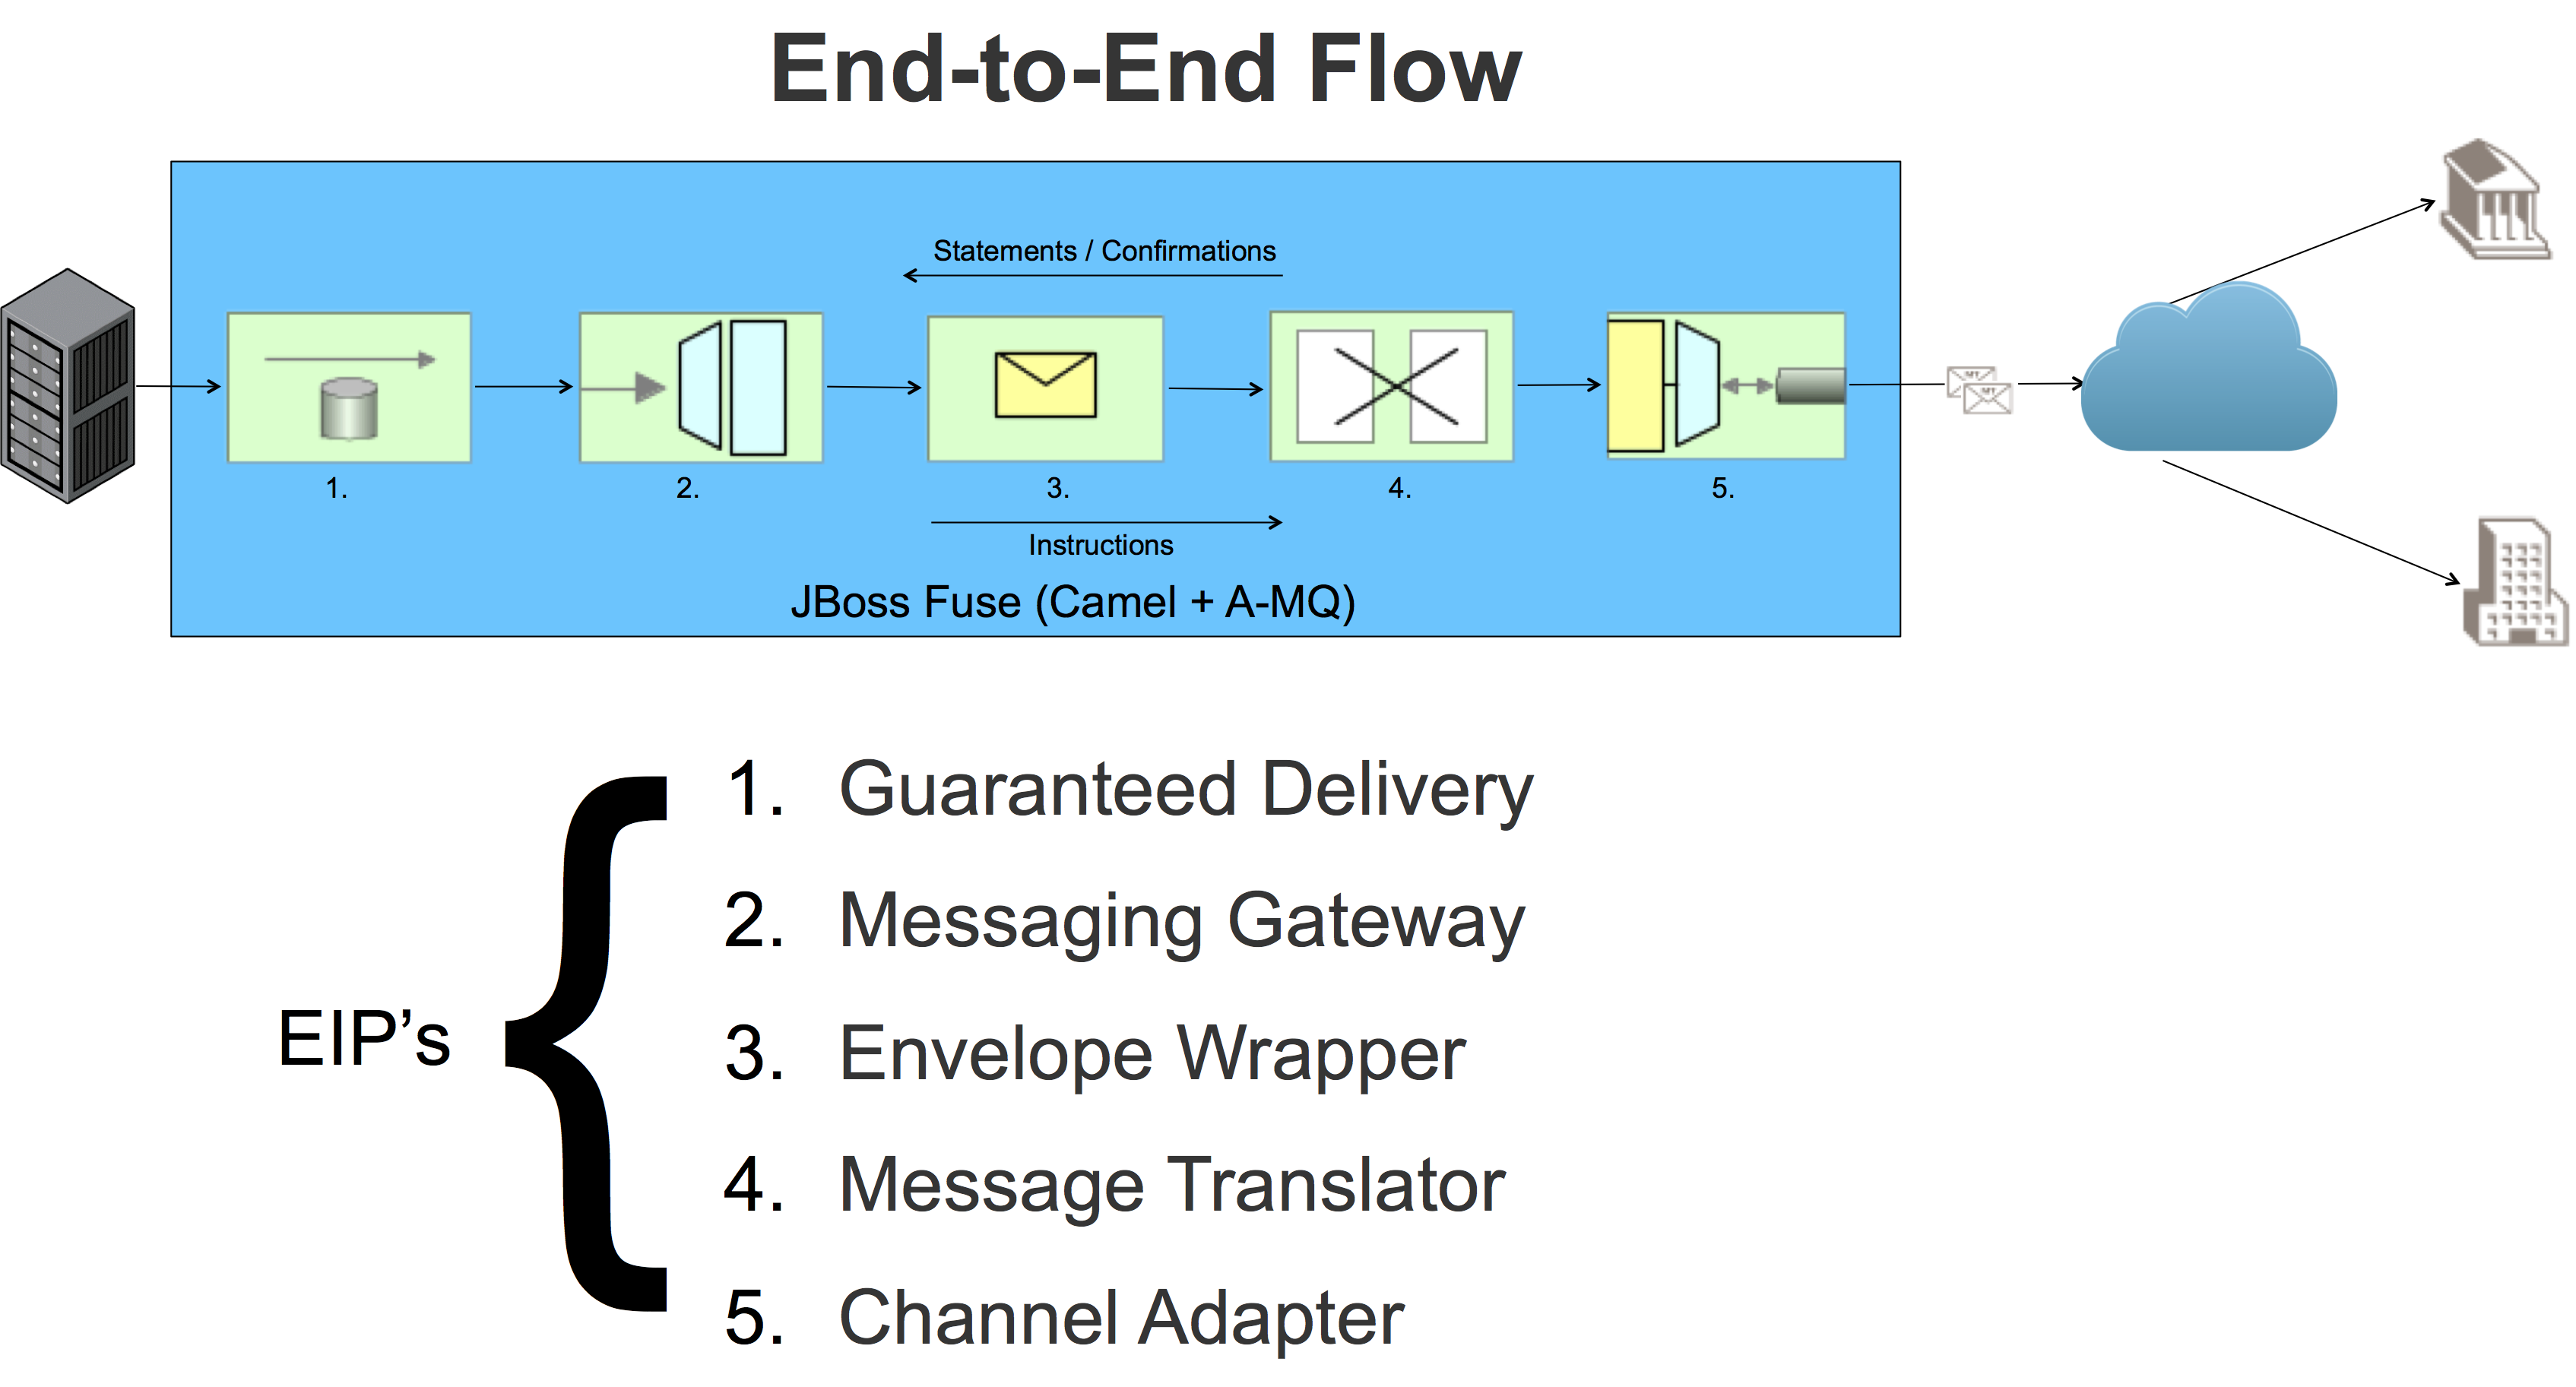 End-to-End Flow
Statements / Confirmations
1.
2.
3.
4.
5.
Instructions
JBoss Fuse (Camel + A-MQ)
MT
MT
EIP’s
1. Guaranteed Delivery
2. Messaging Gateway
3. Envelope Wrapper
4. Message Translator
5. Channel Adapter